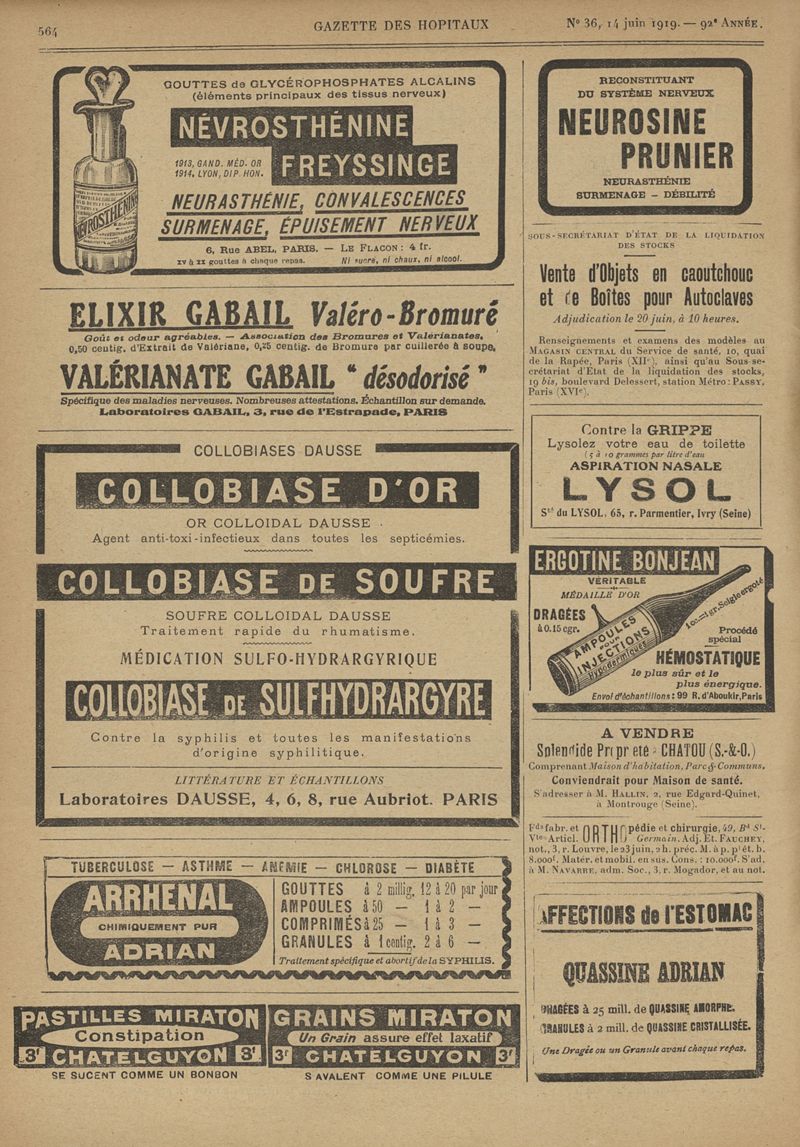 564
GAZETTE DES HOPITAUX
N° 36, 14 juin 1919. — 92e ANNÉE.
GOUTTES de GLYCÉROPHOSPHATES ALCALINS
(éléments principaux des tissus nerveux)
NÉVROSTHÉNINE
1913, GAND. MÉD. OR
1914, LYON, DIP. HON.
FREYSSINGE
NEURASTHÉNIE, CONVALESCENCES
SURMENAGE, ÉPUISEMENT NERVEUX
6, Rue ABEL, PARIS. — LE FLACON : 4 fr.
XV à XX gouttes à chaque repas. Ni sucre, ni chaux, ni alcool.
NÉVROSTHÉNINE
ELIXIR GABAIL Valéro-Bromuré
Goût et odeur agréables. — Association des Bromures et Valérianates.
0,50 centig. d'Extrait de Valériane, 0,25 centig. de Bromure par cuillerée à soupe.
VALÉRIANATE GABAIL “ désodorisé ”
Spécifique des maladies nerveuses. Nombreuses attestations. Échantillon sur demande.
Laboratoires GABAIL, 3, rue de l'Estrapade, PARIS
COLLOBIASES DAUSSE
COLLOBIASE D'OR
OR COLLOIDAL DAUSSE
Agent anti-toxi-infectieux dans toutes les septicémies.
COLLOBIASE DE SOUFRE
SOUFRE COLLOIDAL DAUSSE
Traitement rapide du rhumatisme.
MÉDICATION SULFO-HYDRARGYRIQUE
COLLOBIASE DE SULFHYDRARGYRE
Contre la syphilis et toutes les manifestations
d'origine syphilitique.
LITTÉRATURE ET ÉCHANTILLONS
Laboratoires DAUSSE, 4, 6, 8, rue Aubriot. PARIS
TUBERCULOSE — ASTHME — ANEMIE — CHLOROSE — DIABÈTE
ARRHENAL
CHIMIQUEMENT PUR
ADRIAN
GOUTTES à 2 millig. 12 à 20 par jour
AMPOULES à 50 — 1 à 2 —
COMPRIMÉS à 25 — 1 à 3 —
GRANULES à 1 centig. 2 à 6 —
Traitement spécifique et abortif de la SYPHILIS.
PASTILLES MIRATON
Constipation
3f CHATELGUYON 3f
SE SUCENT COMME UN BONBON
GRAINS MIRATON
Un Grain assure effet laxatif
3f CHATELGUYON 3f
S AVALENT COMME UNE PILULE
RECONSTITUANT
DU SYSTÈME NERVEUX
NEUROSINE
PRUNIER
NEURASTHÉNIE
SURMENAGE – DÉBILITÉ
SOUS-SECRÉTARIAT D'ÉTAT DE LA LIQUIDATION
DES STOCKS
Vente d'Objets en caoutchouc
et de Boîtes pour Autoclaves
Adjudication le 20 juin, à 10 heures.
Renseignements et examens des modèles au
MAGASIN CENTRAL du Service de santé, 10, quai
de la Rapée, Paris (XIIe), ainsi qu'au Sous-se-
crétariat d'État de la liquidation des stocks,
19 bis, boulevard Delessert, station Métro : PASSY,
Paris (XVIe).
Contre la GRIPPE
Lysolez votre eau de toilette
(5 à 10 grammes par litre d'eau
ASPIRATION NASALE
LYSOL
Sté du LYSOL, 65, r. Parmentier, Ivry (Seine)
ERGOTINE BONJEAN
VÉRITABLE
MÉDAILLE D'OR
DRAGÉES
à 0.15 cgr.
AMPOULES
POUR
INJECTIONS
Hypodermiques
1cc=1gr. Seigle ergoté
Procédé
spécial
HÉMOSTATIQUE
le plus sûr et le
plus énergique.
Envoi d'échantillons : 99 R. d'Aboukir, Paris
A VENDRE
Splendide Propriété à CHATOU (S.-&-O.)
Comprenant Maison d'habitation, Parc & Communs.
Conviendrait pour Maison de santé.
S'adresser à M. HALLIN, 2, rue Edgard-Quinet,
à Montrouge (Seine).
Fds fabr. et Vte Articl. ORTHOpédie et chirurgie, 49, Bd St-
Germain. Adj. Et. FAUCHEY,
not., 3, r. Louvre, le 23 juin, 2 h. préc. M. à p. p' ét. b.
8.000f. Matér. et mobil. en sus. Cons. : 10.000f. S'ad.
à M. NAVARRE, adm. Soc., 3, r. Mogador, et au not.
AFFECTIONS de l'ESTOMAC
QUASSINE ADRIAN
DRAGÉES à 25 mill. de QUASSINE AMORPHE.
GRANULES à 2 mill. de QUASSINE CRISTALLISÉE.
Une Dragée ou un Granule avant chaque repas.